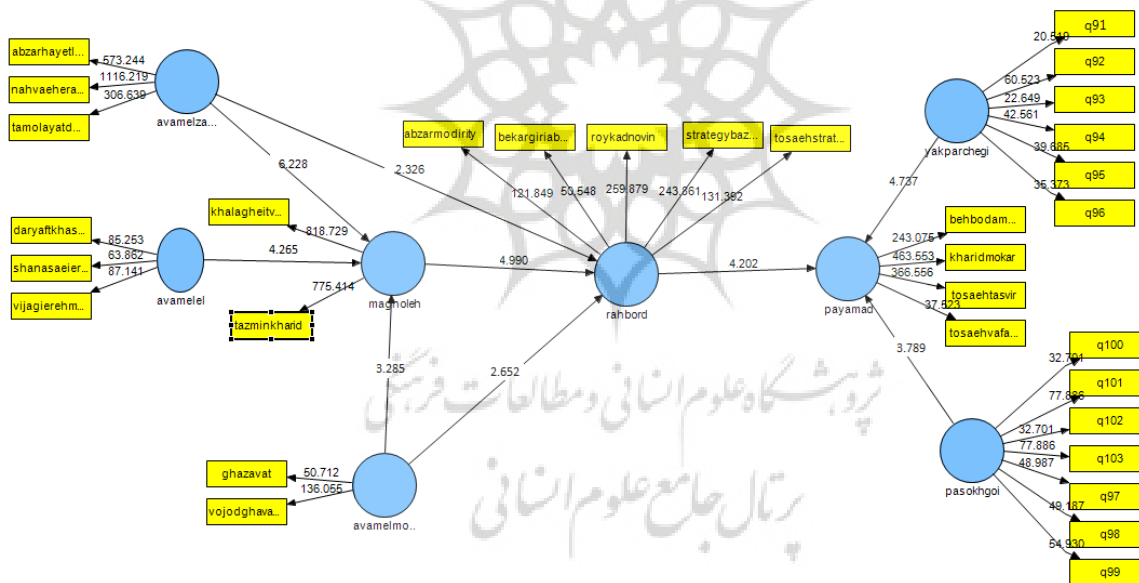 abzarhayetl...
nahvaehera...
tamolayatd...
573.244
1116.219
306.639
avamelza...
6.228
2.326
daryaftkhas...
shanasaeier...
vijagierehm...
85.253
63.862
87.141
avamelel
4.265
khalagheitv...
818.729
magholeh
775.414
tazminkharid
3.285
2.652
ghazavat
vojodghava...
50.712
136.055
avamelmo..
4.990
abzarmodirity
bekargiriab...
roykadnovin
strategybaz...
tosaehstrat...
121.849
50.548
259.879
243.861
131.392
rahbord
4.202
payamad
4.737
3.789
yakparchegi
20.519
60.523
22.649
42.561
39.685
35.373
q91
q92
q93
q94
q95
q96
behbodam...
kharidmokar
tosaehtasvir
tosaehvafa...
243.075
463.553
366.556
37.523
pasokhgoi
32.701
77.886
32.701
77.886
48.987
49.187
54.930
q100
q101
q102
q103
q97
q98
q99
پژوهشگاه علوم انسانی و مطالعات فرهنگی
پرتال جامع علوم انسانی